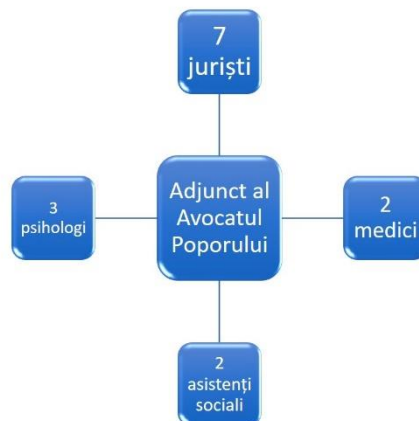 7
juriști
3
psihologi
Adjunct al
Avocatul
Poporului
2
medici
2
asistenți
sociali